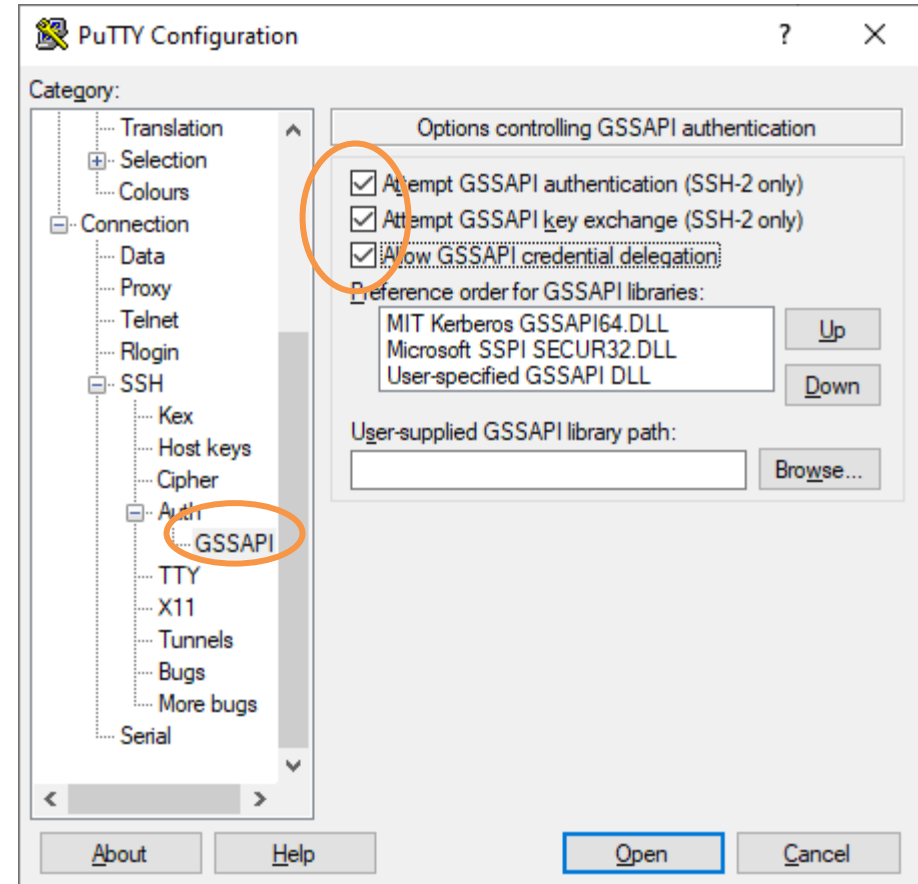 PuTTY Configuration
?
Category:
Translation
Selection
Colours
Connection
Data
Proxy
Telnet
Rlogin
SSH
Kex
Host keys
Cipher
Auth
GSSAPI
TTY
X11
Tunnels
Bugs
More bugs
Serial
Options controlling GSSAPI authentication
Attempt GSSAPI authentication (SSH-2 only)
Attempt GSSAPI key exchange (SSH-2 only)
Allow GSSAPI credential delegation
Preference order for GSSAPI libraries:
MIT Kerberos GSSAPI64.DLL
Microsoft SSPI SECUR32.DLL
User-specified GSSAPI DLL
Up
Down
User-supplied GSSAPI library path:
Browse...
About
Help
Open
Cancel